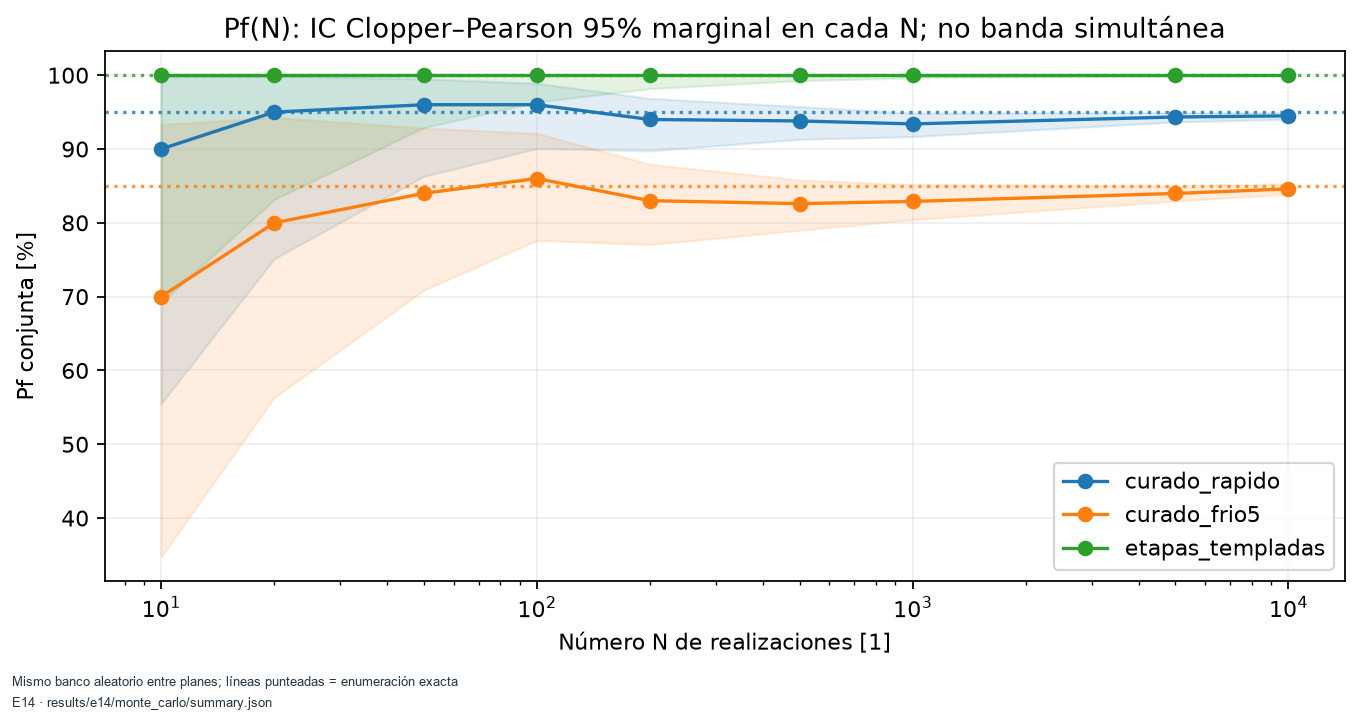 Pf(N): IC Clopper–Pearson 95% marginal en cada N; no banda simultánea
Pf conjunta [%]
100
90
80
70
60
50
40
10¹
10²
10³
10⁴
Número N de realizaciones [1]
curado_rapido
curado_frio5
etapas_templadas
Mismo banco aleatorio entre planes; líneas punteadas = enumeración exacta
E14 · results/e14/monte_carlo/summary.json